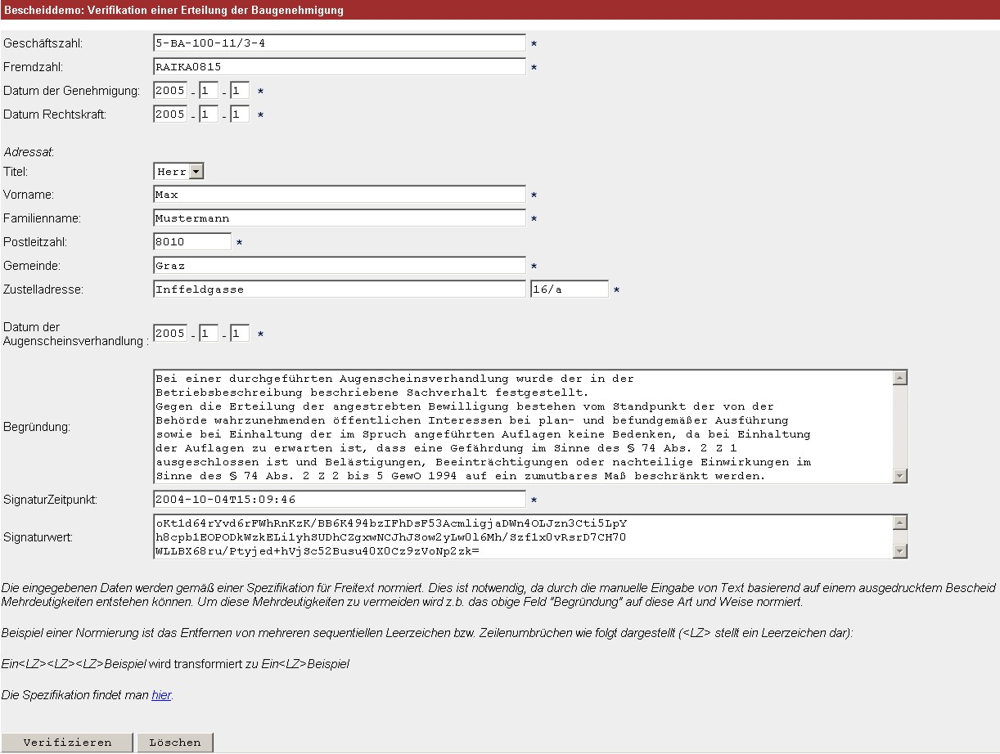 Bescheiddemo: Verifikation einer Erteilung der Baugenehmigung
Geschäftszahl: 5-BA-100-11/3-4 *
Fremdzahl: RAIKA0815 *
Datum der Genehmigung: 2005 - 1 - 1 *
Datum Rechtskraft: 2005 - 1 - 1 *
Adressat:
Titel: Herr
Vorname: Max *
Familienname: Mustermann *
Postleitzahl: 8010 *
Gemeinde: Graz *
Zustelladresse: Inffeldgasse 16/a *
Datum der
Augenscheinsverhandlung : 2005 - 1 - 1 *
Begründung:
Bei einer durchgeführten Augenscheinsverhandlung wurde der in der
Betriebsbeschreibung beschriebene Sachverhalt festgestellt.
Gegen die Erteilung der angestrebten Bewilligung bestehen vom Standpunkt der von der
Behörde wahrzunehmenden öffentlichen Interessen bei plan- und befundgemäßer Ausführung
sowie bei Einhaltung der im Spruch angeführten Auflagen keine Bedenken, da bei Einhaltung
der Auflagen zu erwarten ist, dass eine Gefährdung im Sinne des § 74 Abs. 2 Z 1
ausgeschlossen ist und Belästigungen, Beeinträchtigungen oder nachteilige Einwirkungen im
Sinne des § 74 Abs. 2 Z 2 bis 5 GewO 1994 auf ein zumutbares Maß beschränkt werden.
SignaturZeitpunkt: 2004-10-04T15:09:46 *
Signaturwert:
oKt1d64rYvd6rFWhRnKzK/BB6K494bzIFhDsF53AcmligjaDWn4OLJzn3Cti5LpY
h8cpb1EOPODkWzkELi1yhSUDhCZgxwNCJhJSow2yLw0l6Mh/Szf1x0vRsrD7CH70
WLLBX68ru/Ptyjed+hVjSc52Busu40X0Cz9zVoNp2zk=
Die eingegebenen Daten werden gemäß einer Spezifikation für Freitext normiert. Dies ist notwendig, da durch die manuelle Eingabe von Text basierend auf einem ausgedrucktem Bescheid
Mehrdeutigkeiten entstehen können. Um diese Mehrdeutigkeiten zu vermeiden wird z.b. das obige Feld "Begründung" auf diese Art und Weise normiert.
Beispiel einer Normierung ist das Entfernen von mehreren sequentiellen Leerzeichen bzw. Zeilenumbrüchen wie folgt dargestellt (<LZ> stellt ein Leerzeichen dar):
Ein<LZ><LZ><LZ>Beispiel wird transformiert zu Ein<LZ>Beispiel
Die Spezifikation findet man hier.
Verifizieren Löschen